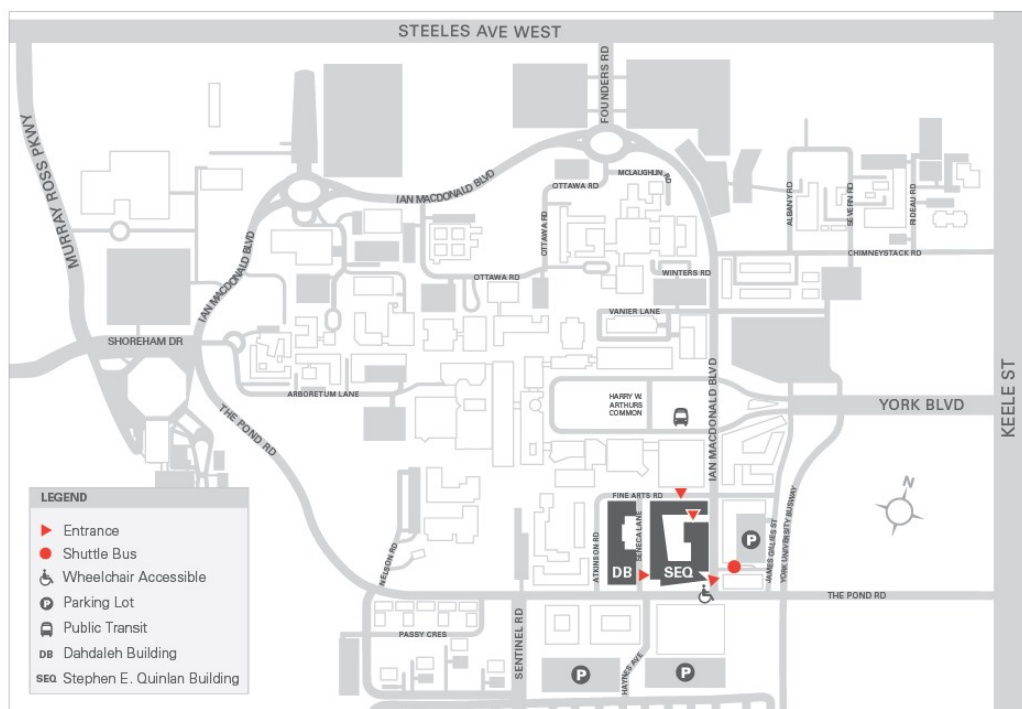 STEELES AVE WEST
FOUNDERS RD
MURRAY ROSS PKWY
MCLAUGHLIN RD
OTTAWA RD
IAN MACDONALD BLVD
ALBANY RD
SEVERN RD
RIDEAU RD
OTTAWA RD
IAN MACDONALD BLVD
CHIMNEYSTACK RD
OTTAWA RD
WINTERS RD
VANIER LANE
SHOREHAM DR
KEELE ST
ARBORETUM LANE
HARRY W.
ARTHURS
COMMON
IAN MACDONALD BLVD
YORK BLVD
THE POND RD
N
FINE ARTS RD
LEGEND
Entrance
Shuttle Bus
Wheelchair Accessible
P Parking Lot
Public Transit
DB Dahdaleh Building
SEQ Stephen E. Quinlan Building
NELSON RD
ATKINSON RD
SENECA LANE
DB
SEQ
P
JAMES GILLIES ST
YORK UNIVERSITY BUSWAY
THE POND RD
PASSY CRES
SENTINEL RD
HAYNES AVE
P
P